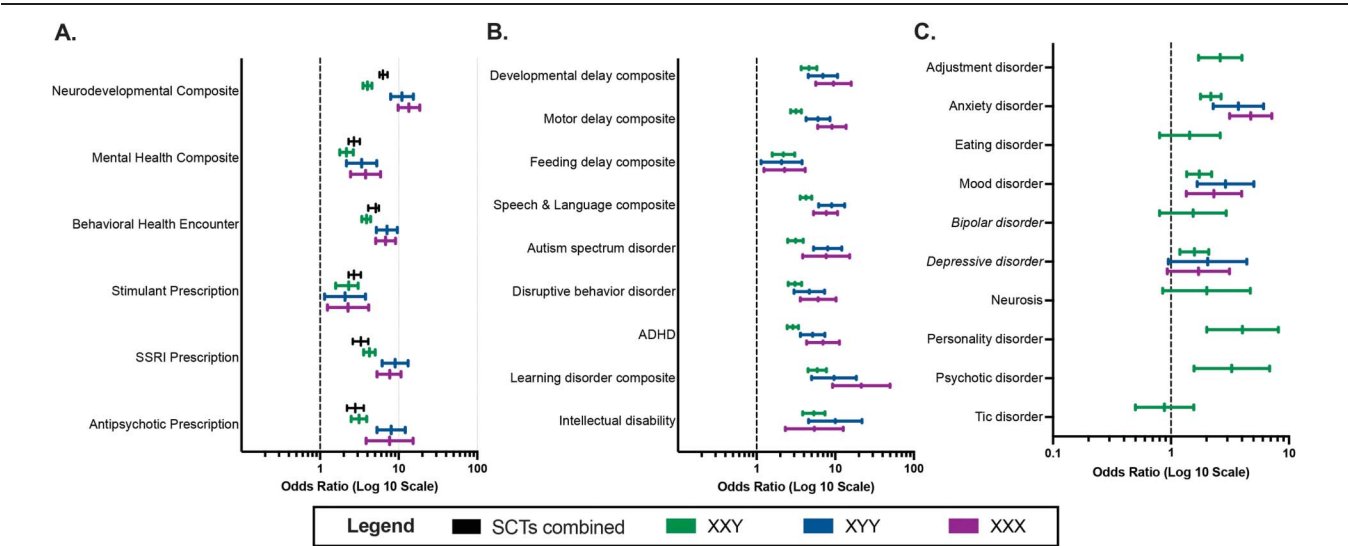 A.
Neurodevelopmental Composite
Mental Health Composite
Behavioral Health Encounter
Stimulant Prescription
SSRI Prescription
Antipsychotic Prescription
1
10
100
Odds Ratio (Log 10 Scale)
B.
Developmental delay composite
Motor delay composite
Feeding delay composite
Speech & Language composite
Autism spectrum disorder
Disruptive behavior disorder
ADHD
Learning disorder composite
Intellectual disability
1
10
100
Odds Ratio (Log 10 Scale)
C.
Adjustment disorder
Anxiety disorder
Eating disorder
Mood disorder
Bipolar disorder
Depressive disorder
Neurosis
Personality disorder
Psychotic disorder
Tic disorder
0.1
1
10
Odds Ratio (Log 10 Scale)
Legend
SCTs combined
XXY
XYY
XXX